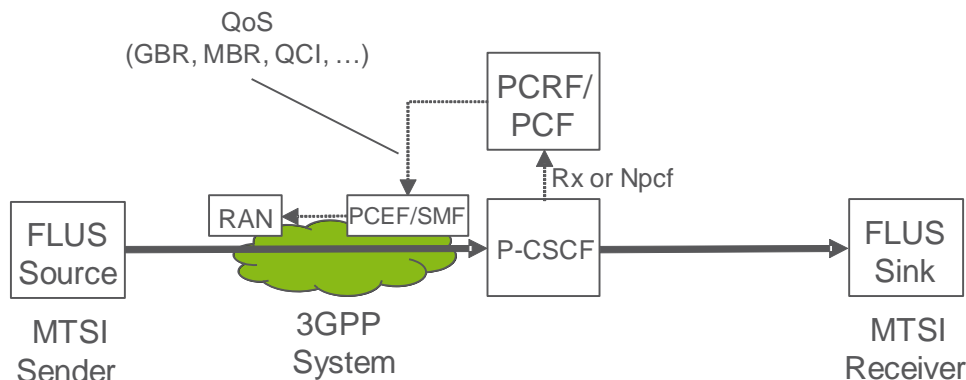 QoS
(GBR, MBR, QCI, …)
PCRF/
PCF
Rx or Npcf
RAN
PCEF/SMF
FLUS
Source
P-CSCF
FLUS
Sink
MTSI
Sender
3GPP
System
MTSI
Receiver